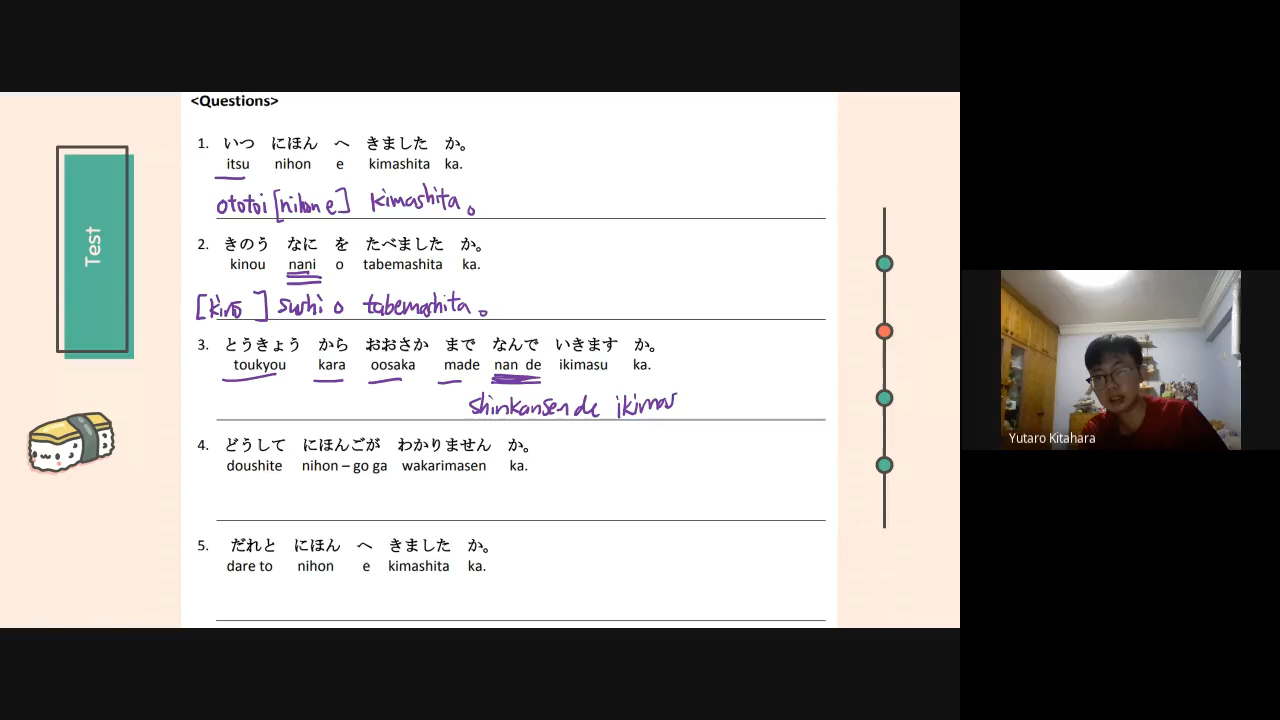 <Questions>
1. いつ にほん へ きました か。
itsu nihon e kimashita ka.
ototoi [nihon e] kimashita。
2. きのう なに を たべました か。
kinou nani o tabemashita ka.
[kinō ] sushi o tabemashita。
3. とうきょう から おおさか まで なんで いきます か。
toukyou kara oosaka made nan de ikimasu ka.
shinkansen de ikimas
4. どうして にほんごが わかりません か。
doushite nihon – go ga wakarimasen ka.
5. だれと にほん へ きました か。
dare to nihon e kimashita ka.
Test
Yutaro Kitahara